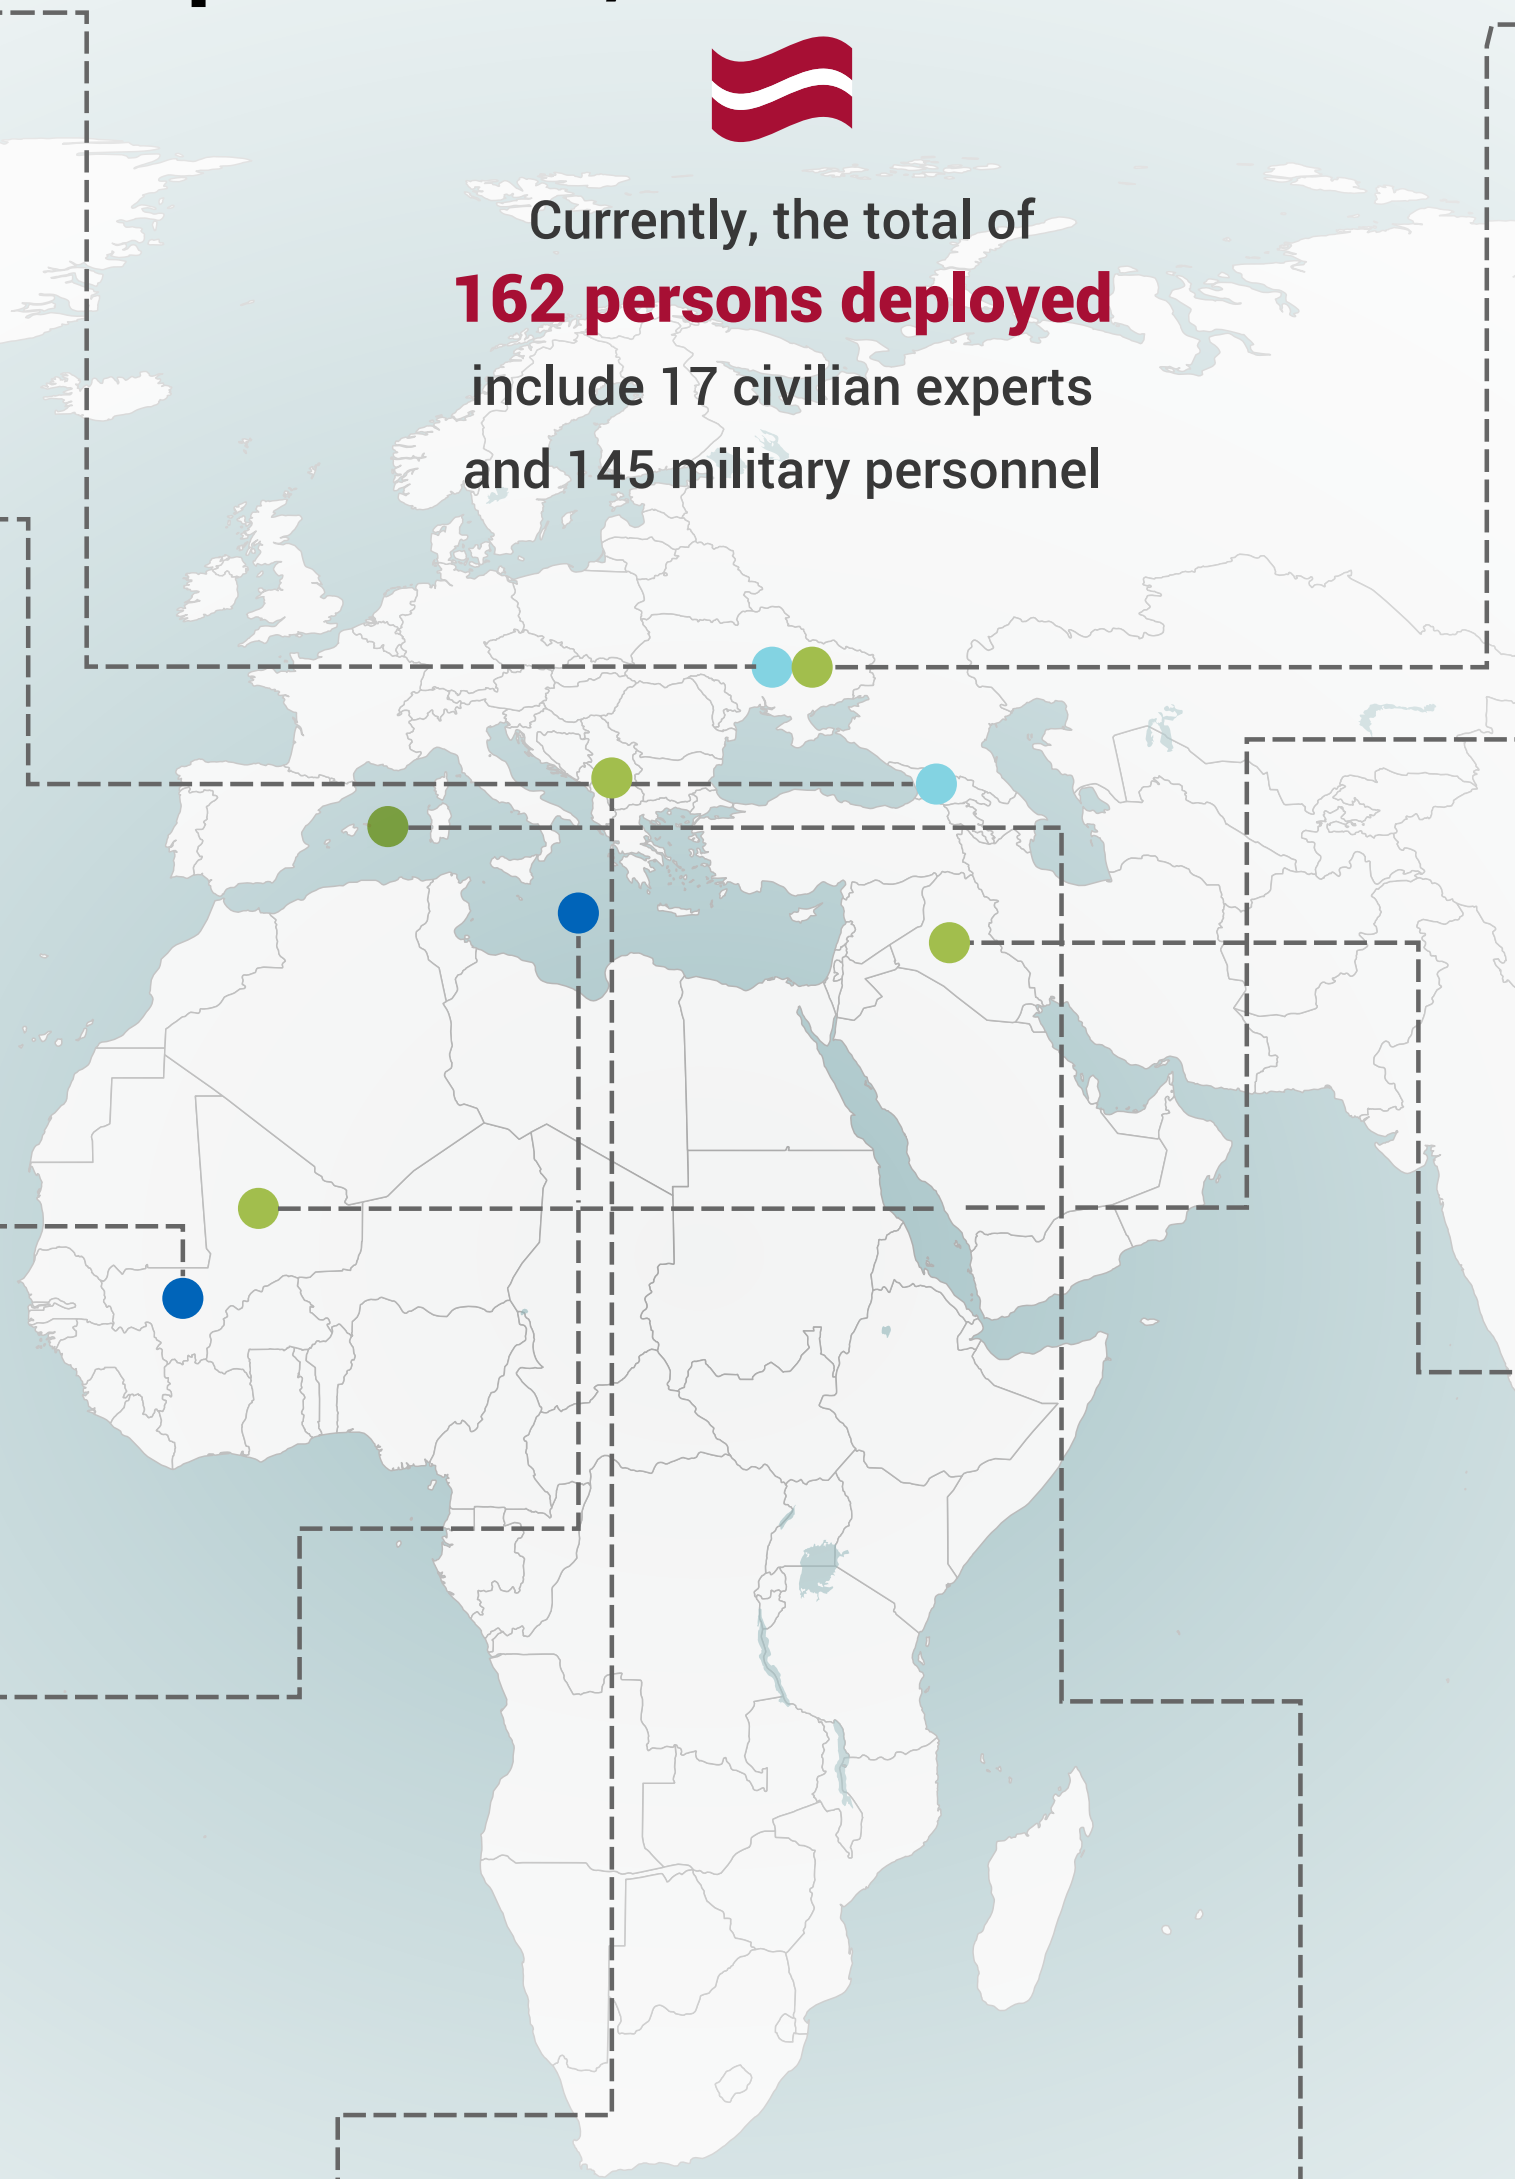 Currently, the total of
162 persons deployed
include 17 civilian experts
and 145 military personnel